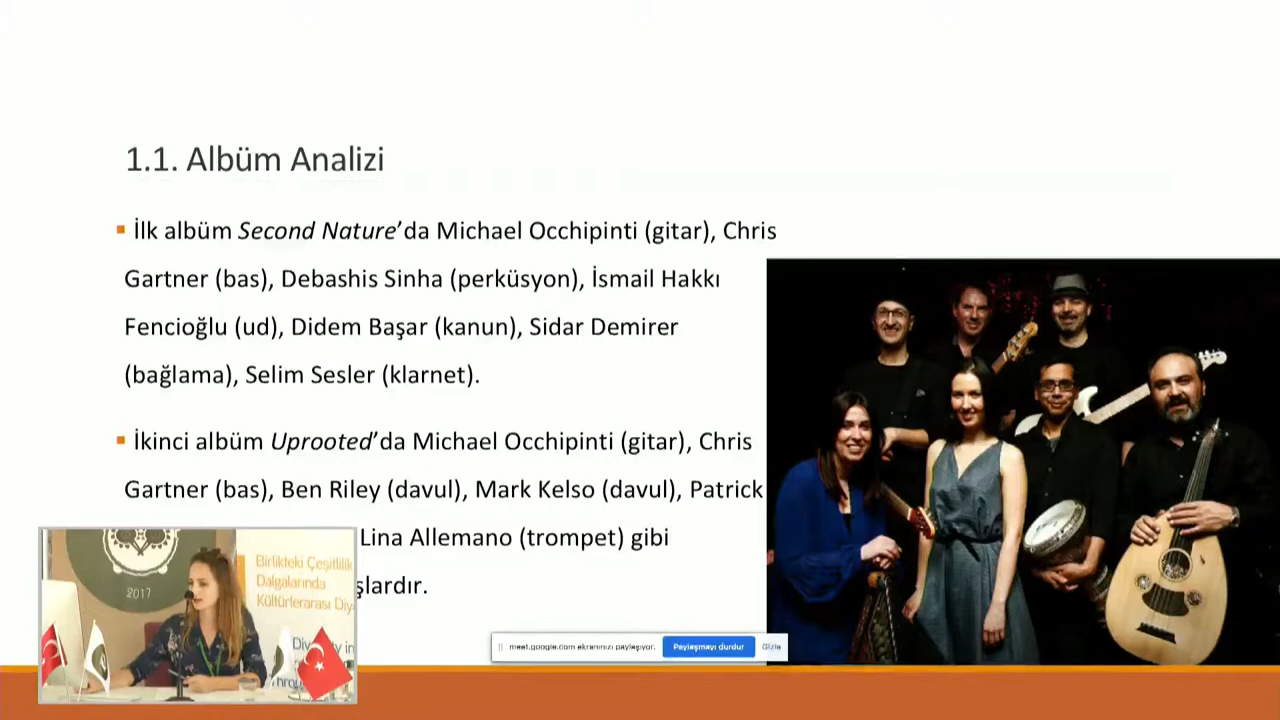 1.1. Albüm Analizi
▪ İlk albüm Second Nature’da Michael Occhipinti (gitar), Chris
Gartner (bas), Debashis Sinha (perküsyon), İsmail Hakkı
Fencioğlu (ud), Didem Başar (kanun), Sidar Demirer
(bağlama), Selim Sesler (klarnet).
▪ İkinci albüm Uprooted’da Michael Occhipinti (gitar), Chris
Gartner (bas), Ben Riley (davul), Mark Kelso (davul), Patrick
Lina Allemano (trompet) gibi
şlardır.
2017
Birlikteki Çeşitlilik
Dalgalarında
Kültürlerarası
meet.google.com ekranınızı paylaşıyor.
Paylaşmayı durdur
Gizle